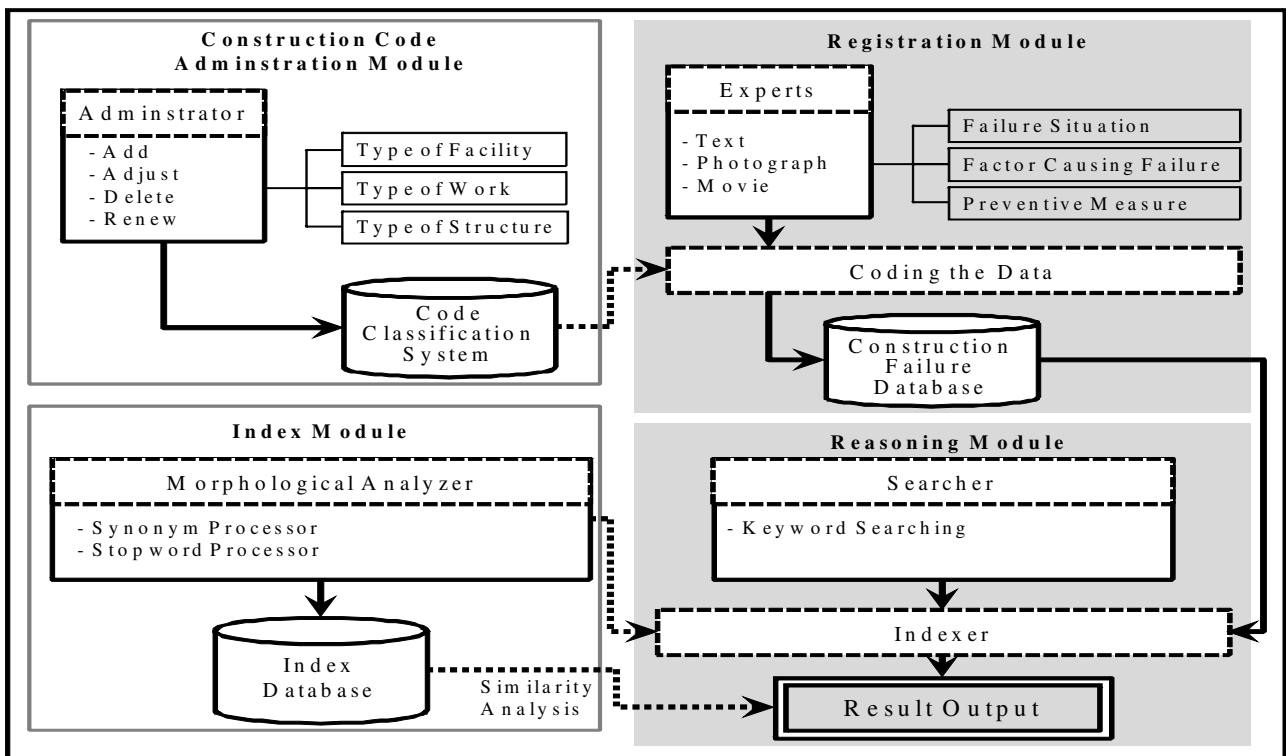 Construction Code
Adminstration Module
Adminstrator
- Add
- Adjust
- Delete
- Renew
Type of Facility
Type of Work
Type of Structure
Code
Classification
System
Registration Module
Experts
- Text
- Photograph
- Movie
Failure Situation
Factor Causing Failure
Preventive Measure
Coding the Data
Construction
Failure
Database
Index Module
Morphological Analyzer
- Synonym Processor
- Stopword Processor
Index
Database
Similarity
Analysis
Reasoning Module
Searcher
- Keyword Searching
Indexer
Result Output